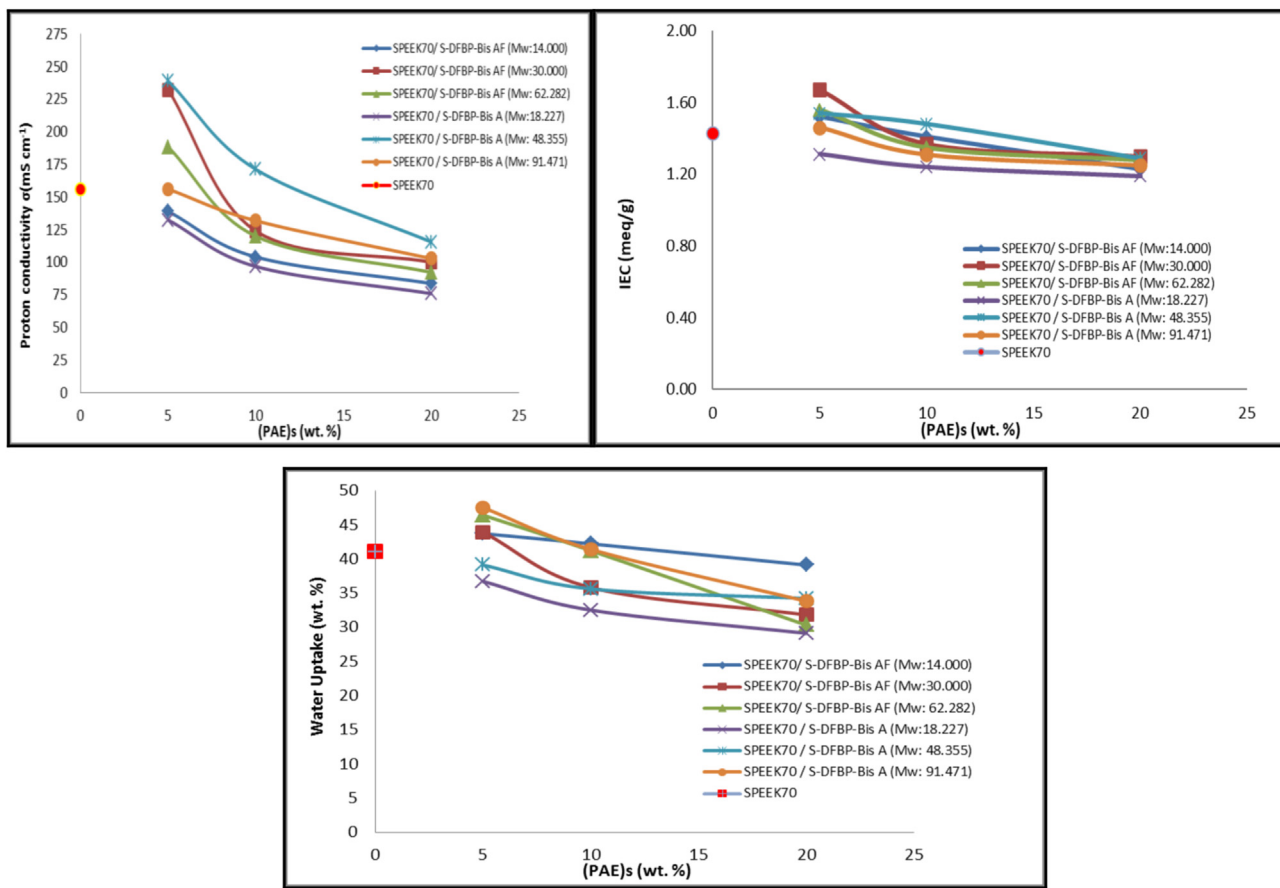 Proton conductivity σ(mS cm⁻¹)
275
250
225
200
175
150
125
100
75
50
25
0
0 5 10 15 20 25
(PAE)s (wt. %)
SPEEK70/ S-DFBP-Bis AF (Mw:14.000)
SPEEK70/ S-DFBP-Bis AF (Mw:30.000)
SPEEK70/ S-DFBP-Bis AF (Mw: 62.282)
SPEEK70 / S-DFBP-Bis A (Mw:18.227)
SPEEK70 / S-DFBP-Bis A (Mw: 48.355)
SPEEK70 / S-DFBP-Bis A (Mw: 91.471)
SPEEK70
IEC (meq/g)
2.00
1.60
1.20
0.80
0.40
0.00
0 5 10 15 20 25
(PAE)s (wt. %)
SPEEK70/ S-DFBP-Bis AF (Mw:14.000)
SPEEK70/ S-DFBP-Bis AF (Mw:30.000)
SPEEK70/ S-DFBP-Bis AF (Mw: 62.282)
SPEEK70 / S-DFBP-Bis A (Mw:18.227)
SPEEK70 / S-DFBP-Bis A (Mw: 48.355)
SPEEK70 / S-DFBP-Bis A (Mw: 91.471)
SPEEK70
Water Uptake (wt. %)
50
45
40
35
30
25
20
15
10
5
0
0 5 10 15 20 25
(PAE)s (wt. %)
SPEEK70/ S-DFBP-Bis AF (Mw:14.000)
SPEEK70/ S-DFBP-Bis AF (Mw:30.000)
SPEEK70/ S-DFBP-Bis AF (Mw: 62.282)
SPEEK70 / S-DFBP-Bis A (Mw:18.227)
SPEEK70 / S-DFBP-Bis A (Mw: 48.355)
SPEEK70 / S-DFBP-Bis A (Mw: 91.471)
SPEEK70